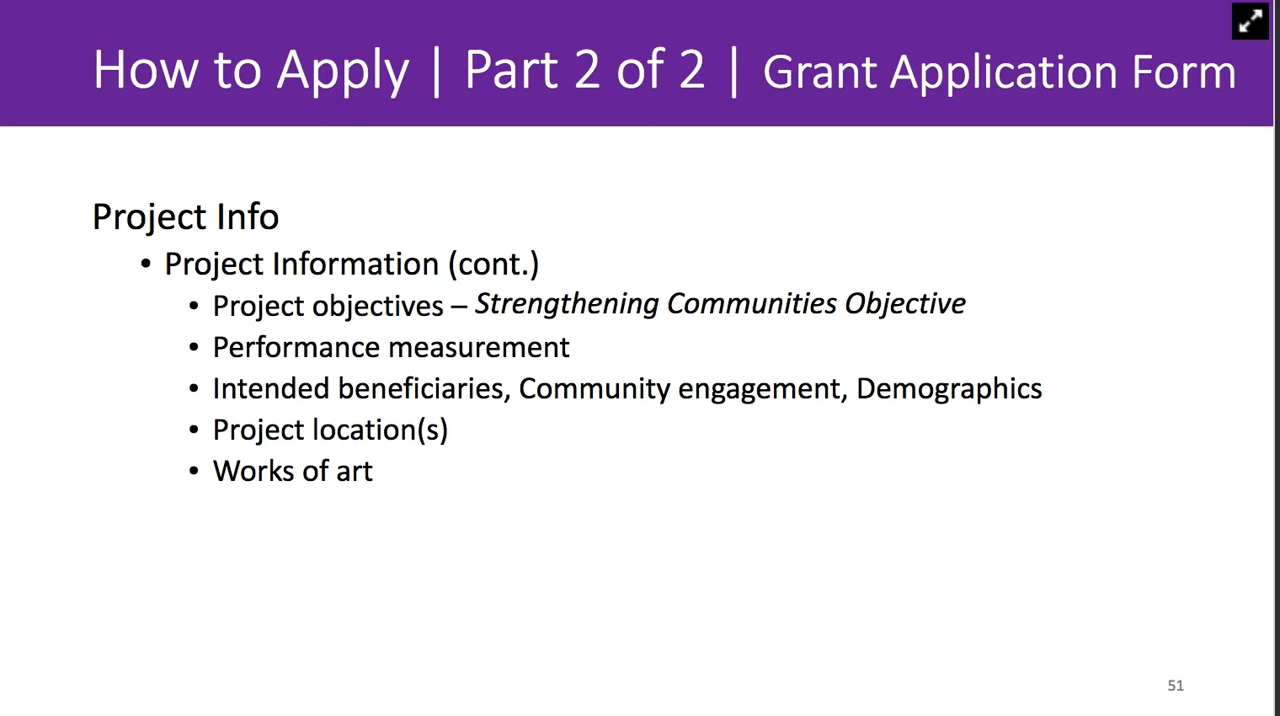 How to Apply | Part 2 of 2 | Grant Application Form
Project Info
• Project Information (cont.)
• Project objectives – Strengthening Communities Objective
• Performance measurement
• Intended beneficiaries, Community engagement, Demographics
• Project location(s)
• Works of art
51